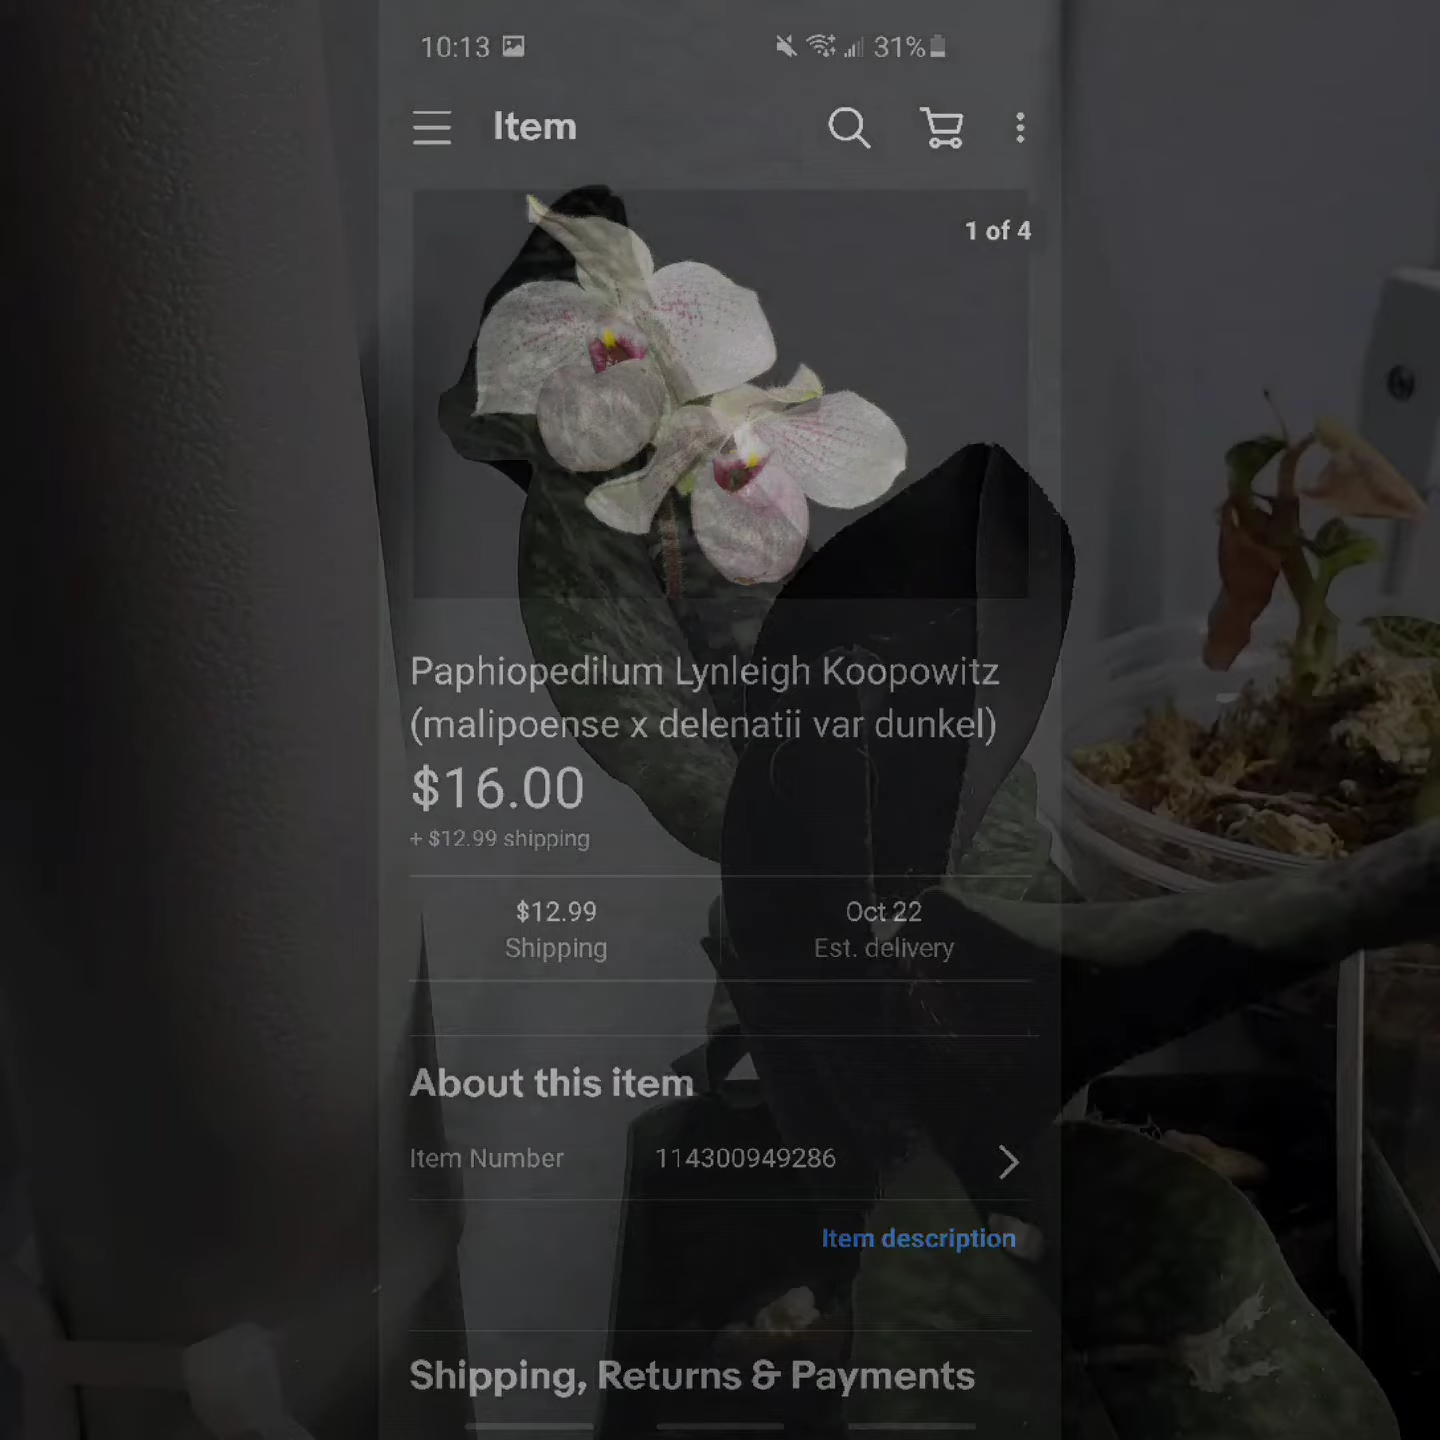 10:13
31%
Item
1 of 4
Paphiopedilum Lynleigh Koopowitz
(malipoense x delenatii var dunkel)
$16.00
+ $12.99 shipping
$12.99
Shipping
Oct 22
Est. delivery
About this item
Item Number 114300949286
Item description
Shipping, Returns & Payments